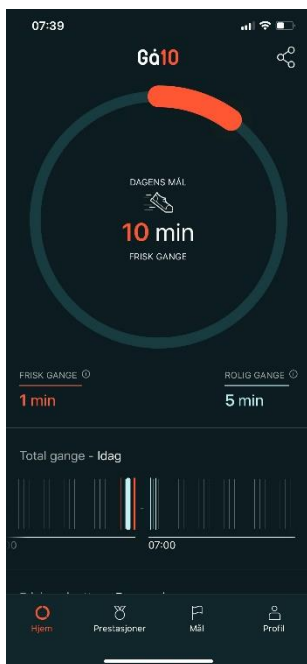 07:39
Gå10
DAGENS MÅL
10 min
FRISK GANGE
FRISK GANGE
ROLIG GANGE
1 min
5 min
Total gange - Idag
07:00
Hjem
Prestasjoner
Mål
Profil